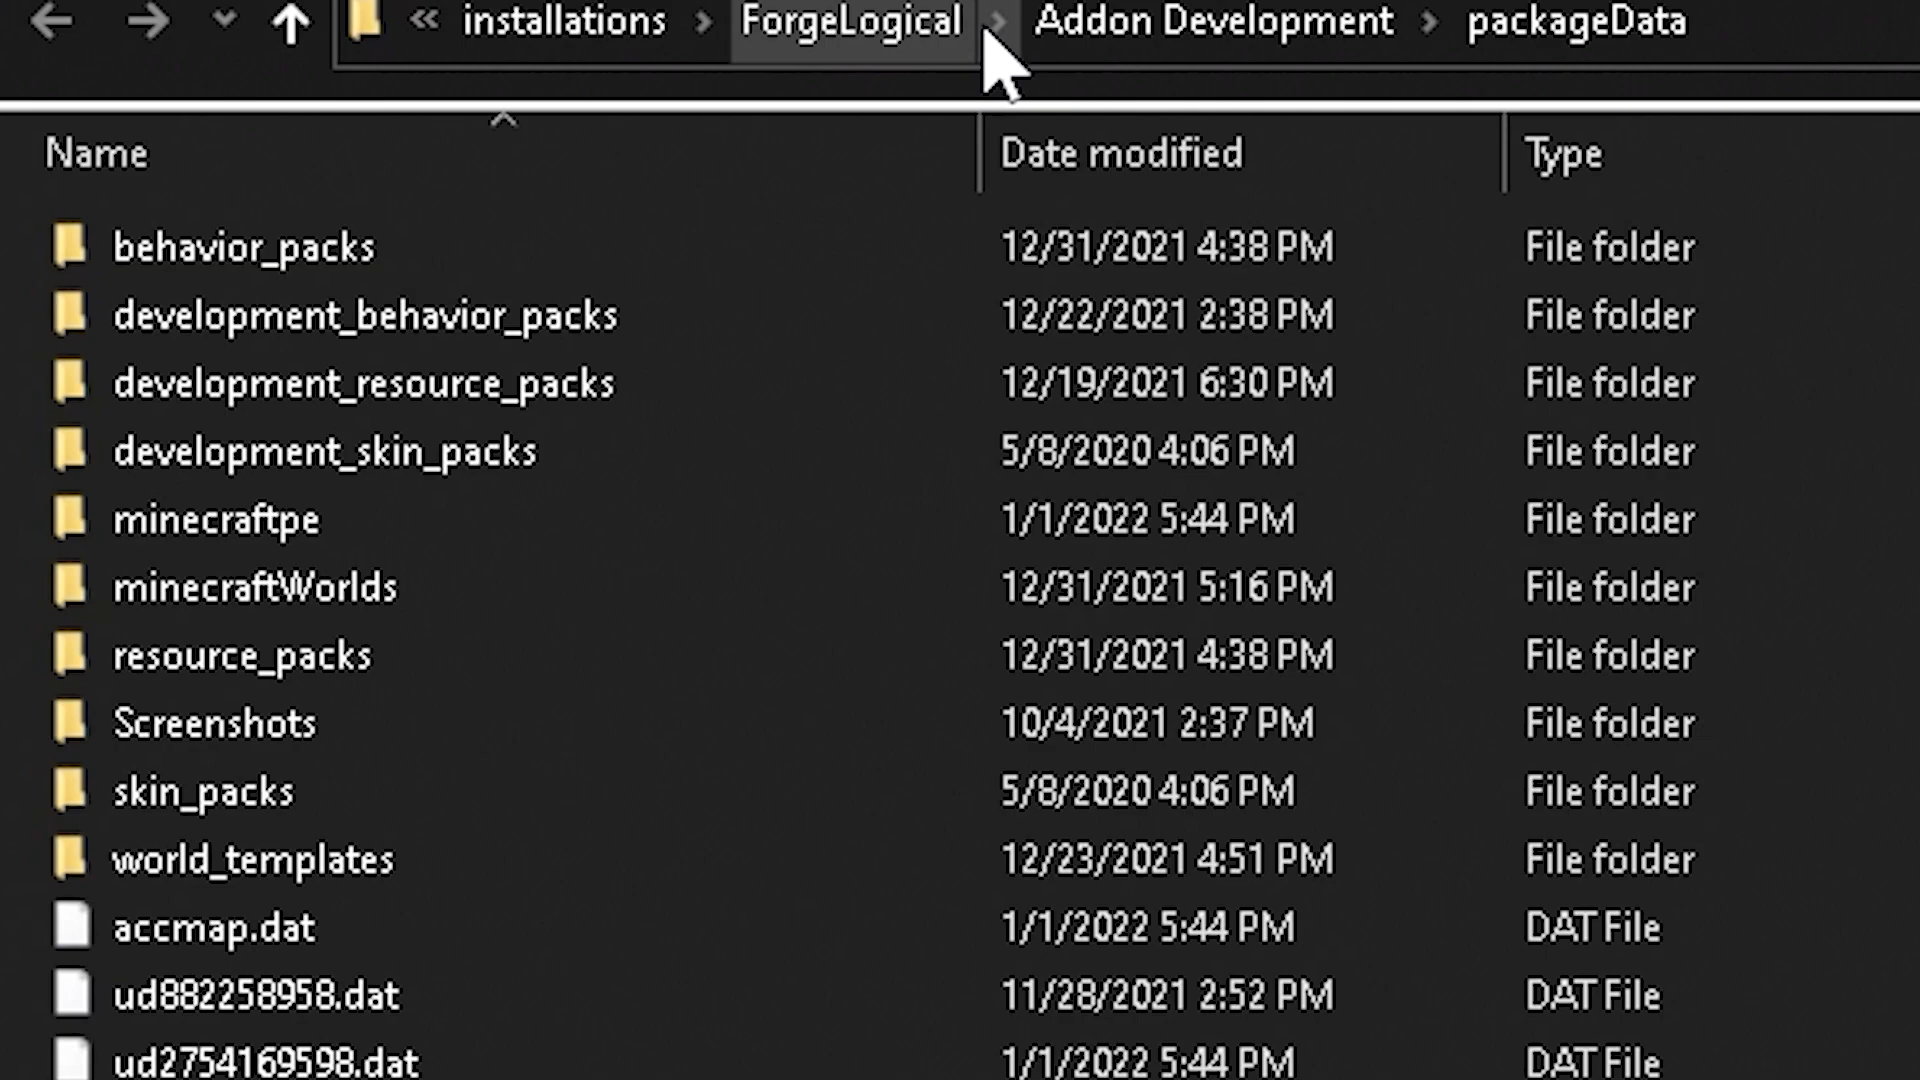 « installations > ForgeLogical > Addon Development > packageData
Name Date modified Type
behavior_packs 12/31/2021 4:38 PM File folder
development_behavior_packs 12/22/2021 2:38 PM File folder
development_resource_packs 12/19/2021 6:30 PM File folder
development_skin_packs 5/8/2020 4:06 PM File folder
minecraftpe 1/1/2022 5:44 PM File folder
minecraftWorlds 12/31/2021 5:16 PM File folder
resource_packs 12/31/2021 4:38 PM File folder
Screenshots 10/4/2021 2:37 PM File folder
skin_packs 5/8/2020 4:06 PM File folder
world_templates 12/23/2021 4:51 PM File folder
accmap.dat 1/1/2022 5:44 PM DAT File
ud882258958.dat 11/28/2021 2:52 PM DAT File
ud2754169598.dat 1/1/2022 5:44 PM DAT File